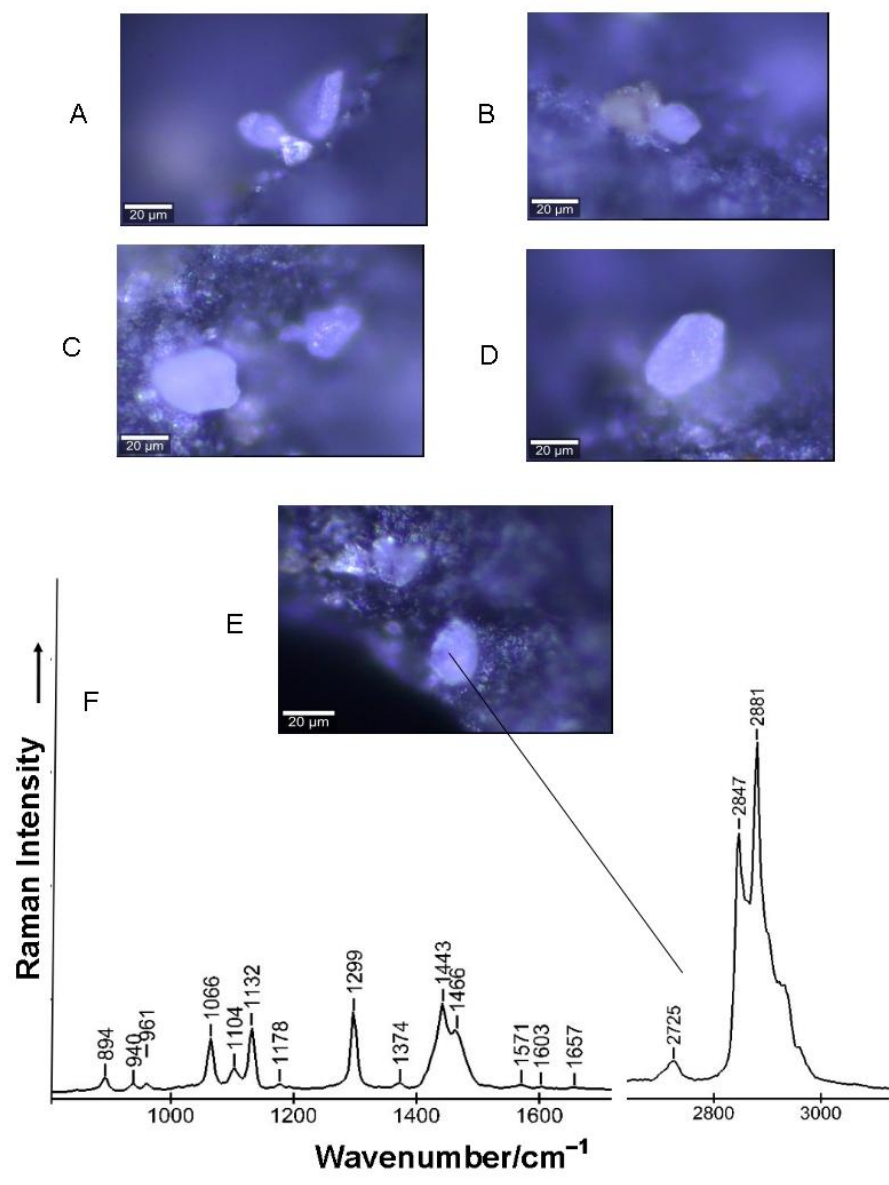 A
20 µm
B
20 µm
C
20 µm
D
20 µm
E
20 µm
F
Raman Intensity
894
940
961
1066
1104
1132
1178
1299
1374
1443
1466
1571
1603
1657
2725
2847
2881
1000
1200
1400
1600
2800
3000
Wavenumber/cm⁻¹